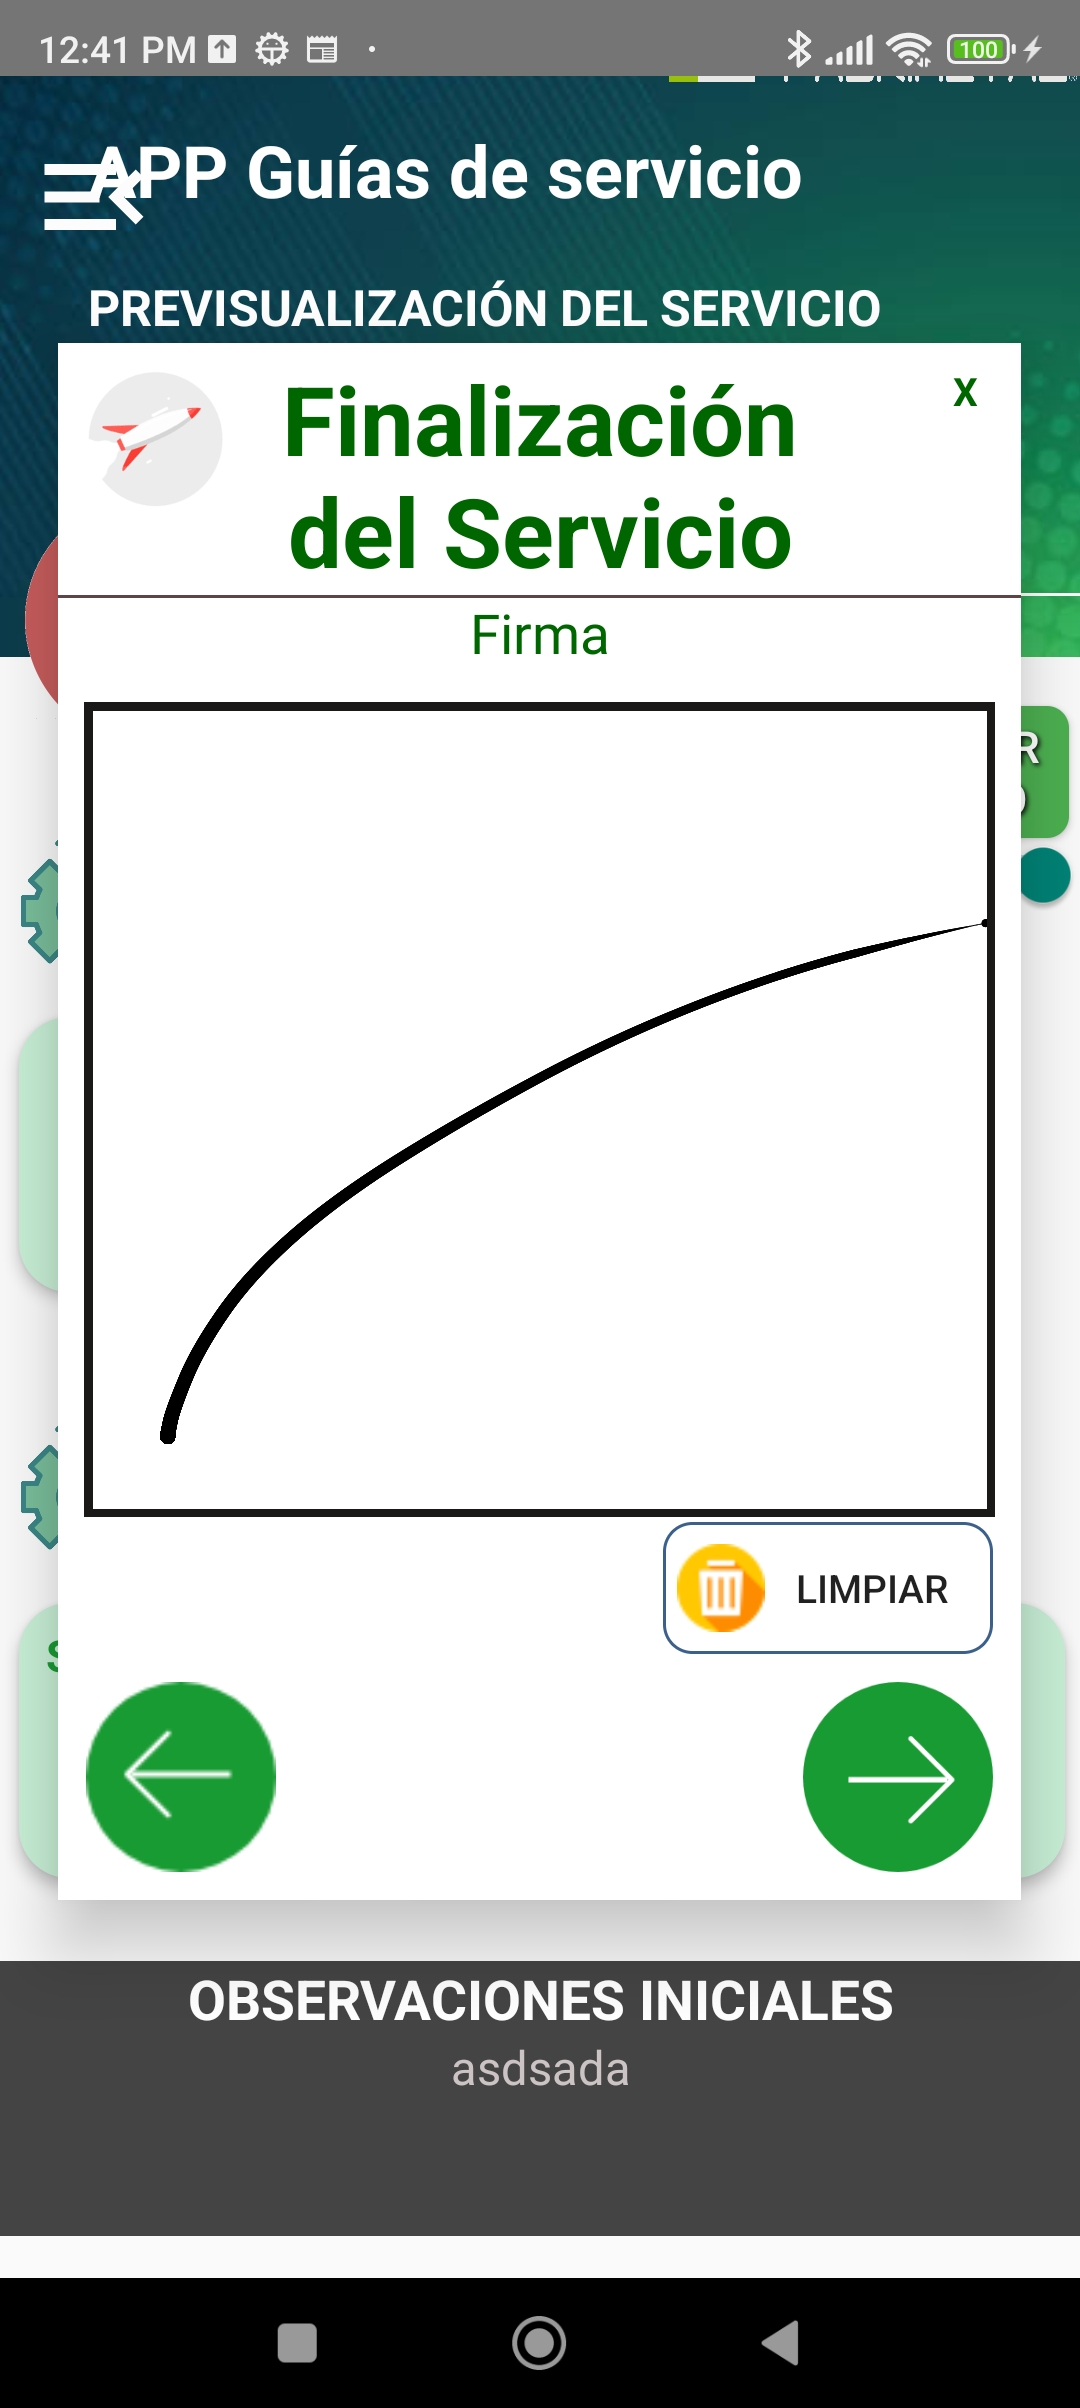 12:41 PM
100
APP Guías de servicio
PREVISUALIZACIÓN DEL SERVICIO
Finalización
del Servicio
X
Firma
R
LIMPIAR
S
OBSERVACIONES INICIALES
asdsada